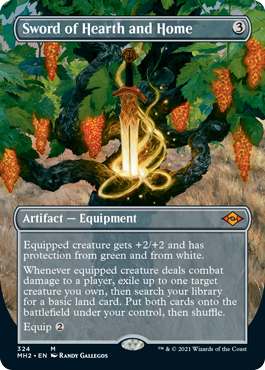 Sword of Hearth and Home 3
Artifact — Equipment
Equipped creature gets +2/+2 and has
protection from green and from white.
Whenever equipped creature deals combat
damage to a player, exile up to one target
creature you own, then search your library
for a basic land card. Put both cards onto the
battlefield under your control, then shuffle.
Equip 2
324 M
MH2 • EN Randy Gallegos ™ & © 2021 Wizards of the Coast